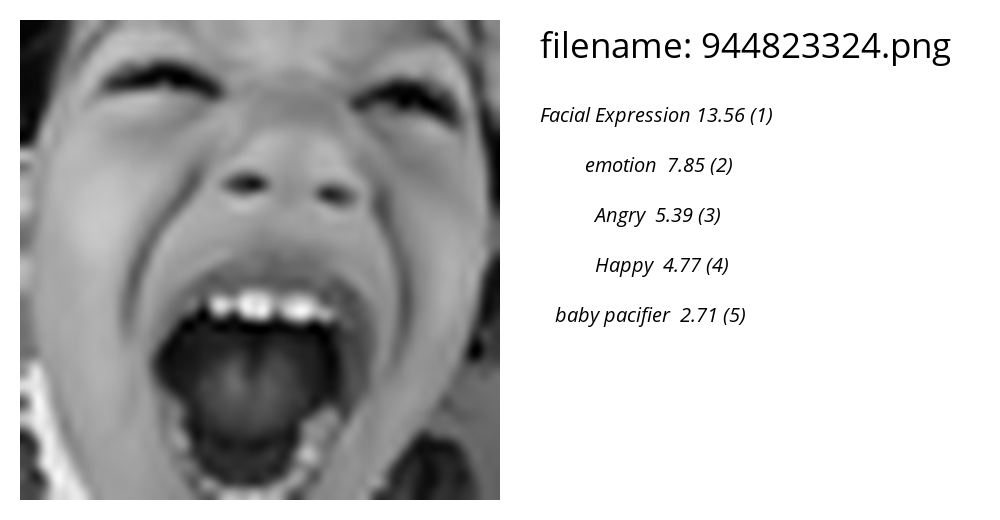 filename: 944823324.png
Facial Expression 13.56 (1)
emotion 7.85 (2)
Angry 5.39 (3)
Happy 4.77 (4)
baby pacifier 2.71 (5)